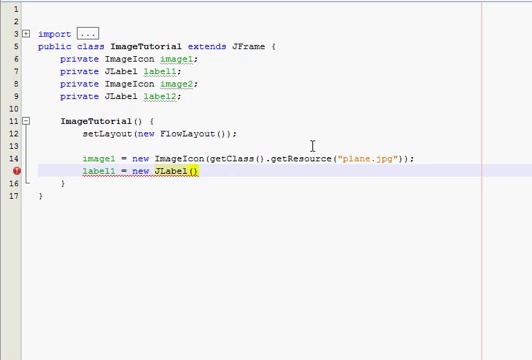 1
2
3 import ...
5 public class ImageTutorial extends JFrame {
6 private ImageIcon image1;
7 private JLabel label1;
8 private ImageIcon image2;
9 private JLabel label2;
10
11 ImageTutorial() {
12 setLayout(new FlowLayout());
13
14 image1 = new ImageIcon(getClass().getResource("plane.jpg"));
label1 = new JLabel()
16 }
17 }